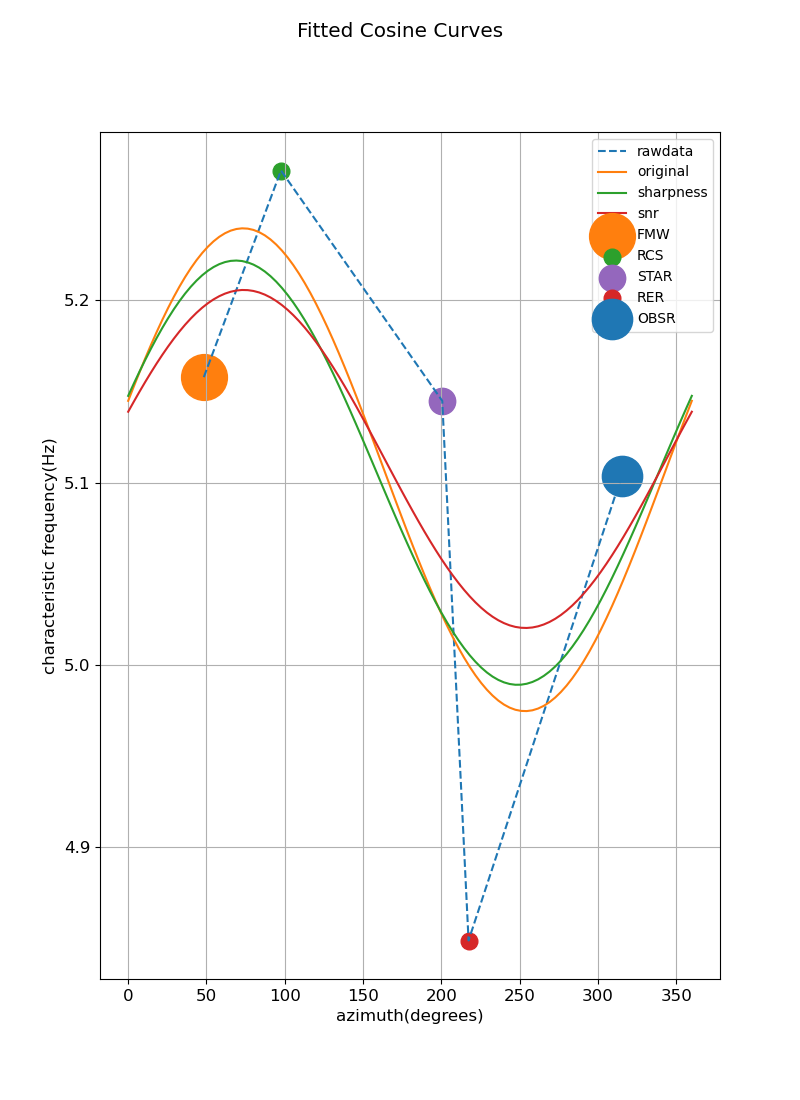 Fitted Cosine Curves
rawdata
original
sharpness
snr
FMW
RCS
STAR
RER
OBSR
characteristic frequency(Hz)
5.2
5.1
5.0
4.9
0 50 100 150 200 250 300 350
azimuth(degrees)